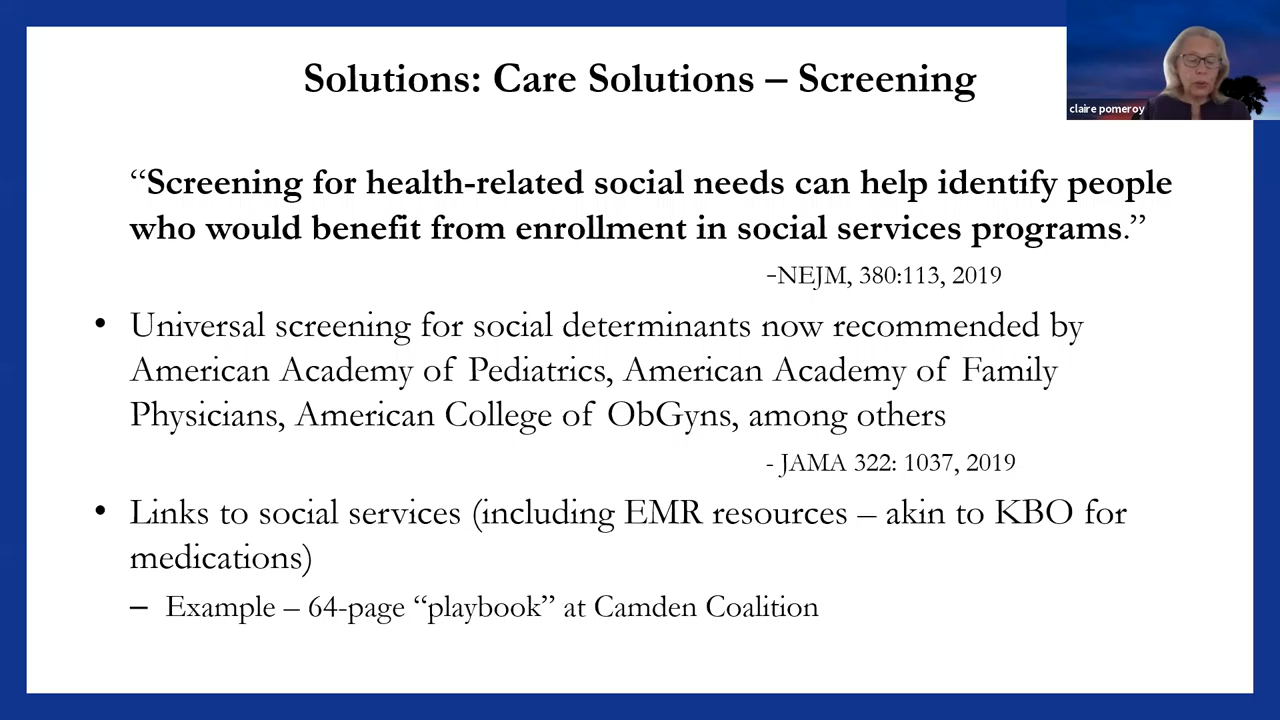 Solutions: Care Solutions – Screening
claire pomeroy
“Screening for health-related social needs can help identify people
who would benefit from enrollment in social services programs.”
-NEJM, 380:113, 2019
• Universal screening for social determinants now recommended by
American Academy of Pediatrics, American Academy of Family
Physicians, American College of ObGyns, among others
- JAMA 322: 1037, 2019
• Links to social services (including EMR resources – akin to KBO for
medications)
– Example – 64-page “playbook” at Camden Coalition